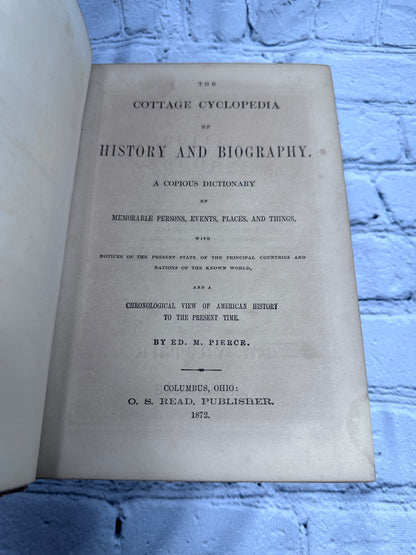 THE
COTTAGE CYCLOPEDIA
OF
HISTORY AND BIOGRAPHY.
A COPIOUS DICTIONARY
OF
MEMORABLE PERSONS, EVENTS, PLACES, AND THINGS,
WITH
NOTICES OF THE PRESENT STATE OF THE PRINCIPAL COUNTRIES AND
NATIONS OF THE KNOWN WORLD,
AND A
CHRONOLOGICAL VIEW OF AMERICAN HISTORY
TO THE PRESENT TIME.
BY ED. M. PIERCE.
COLUMBUS, OHIO:
O. S. READ, PUBLISHER.
1872.